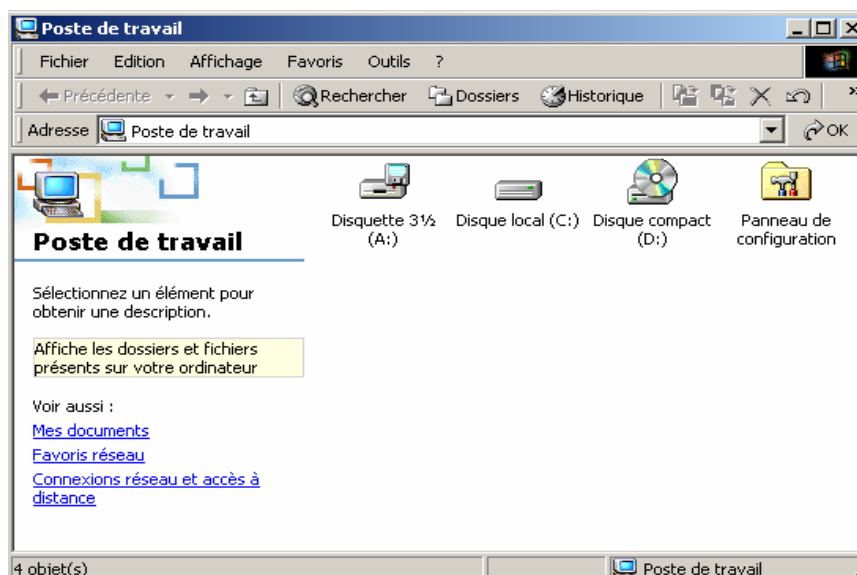 Poste de travail
Fichier Edition Affichage Favoris Outils ?
Précédente Rechercher Dossiers Historique »
Adresse Poste de travail OK
Disquette 3½ (A:)
Disque local (C:)
Disque compact (D:)
Panneau de configuration
Poste de travail
Sélectionnez un élément pour
obtenir une description.
Affiche les dossiers et fichiers
présents sur votre ordinateur
Voir aussi :
Mes documents
Favoris réseau
Connexions réseau et accès à
distance
4 objet(s) Poste de travail